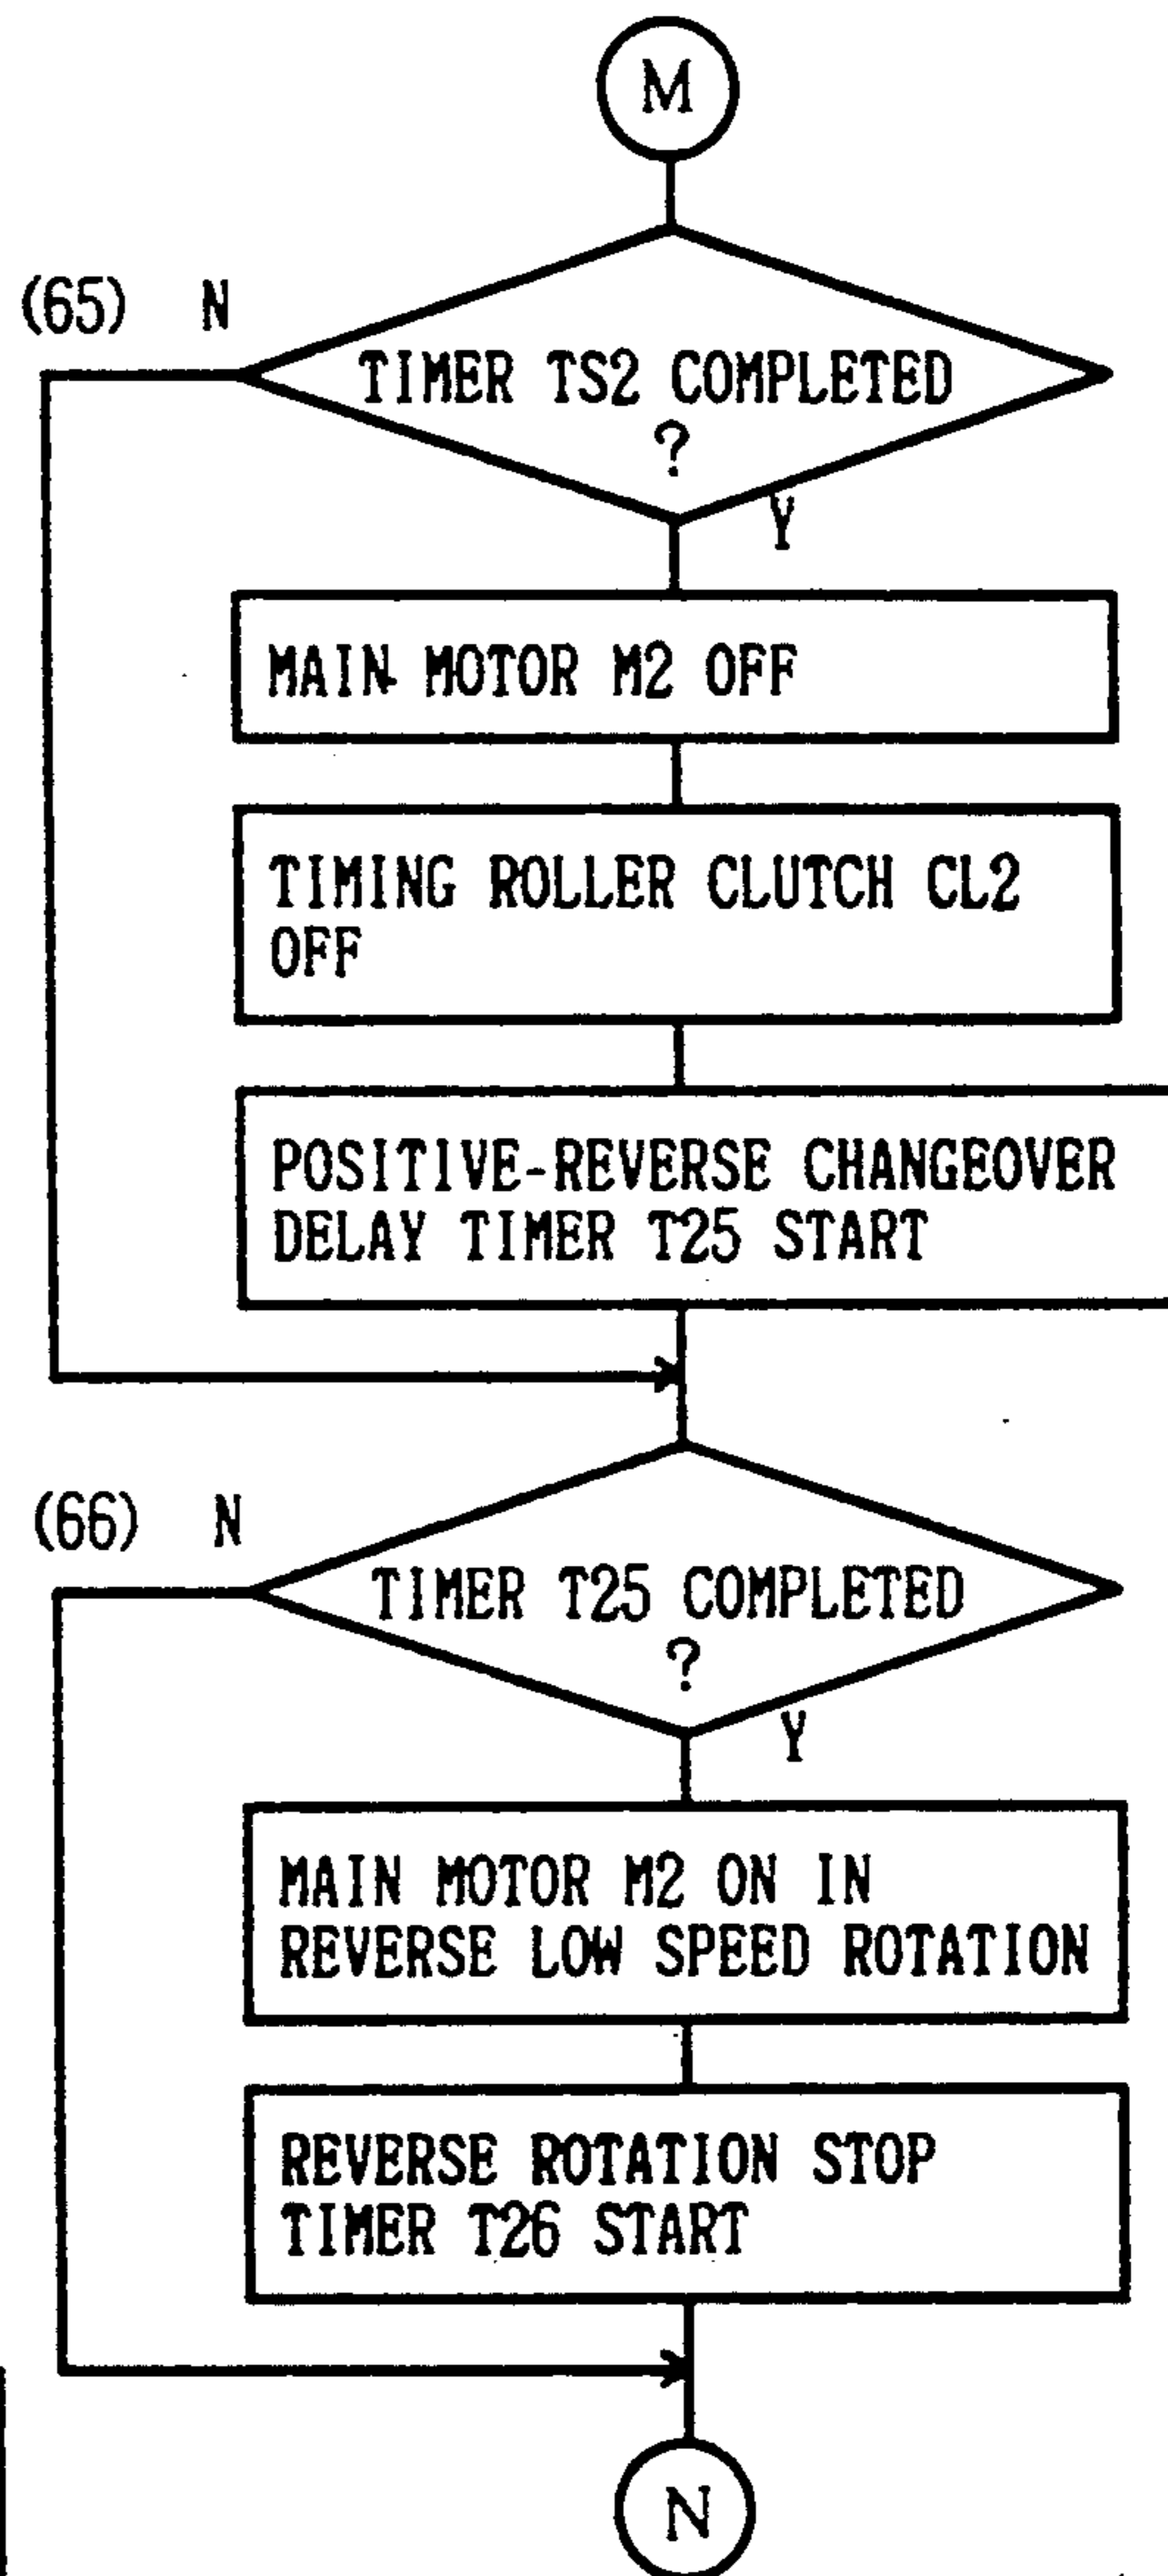 M
(65) N
TIMER TS2 COMPLETED
?
Y
MAIN MOTOR M2 OFF
TIMING ROLLER CLUTCH CL2
OFF
POSITIVE-REVERSE CHANGEOVER
DELAY TIMER T25 START
(66) N
TIMER T25 COMPLETED
?
Y
MAIN MOTOR M2 ON IN
REVERSE LOW SPEED ROTATION
REVERSE ROTATION STOP
TIMER T26 START
N